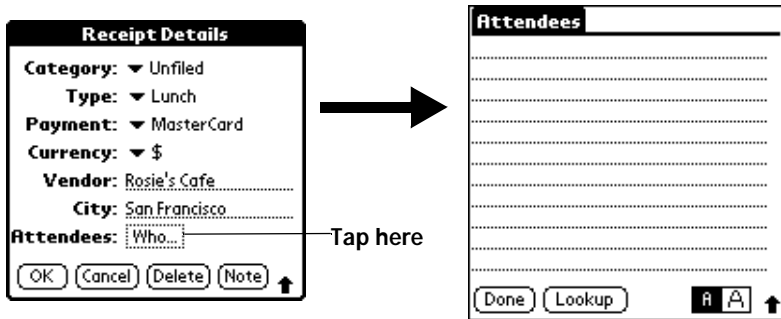 Receipt Details
Category: Unfiled
Type: Lunch
Payment: MasterCard
Currency: $
Vendor: Rosie's Cafe
City: San Francisco
Attendees: Who...
OK Cancel Delete Note
Tap here
Attendees
Done Lookup A A